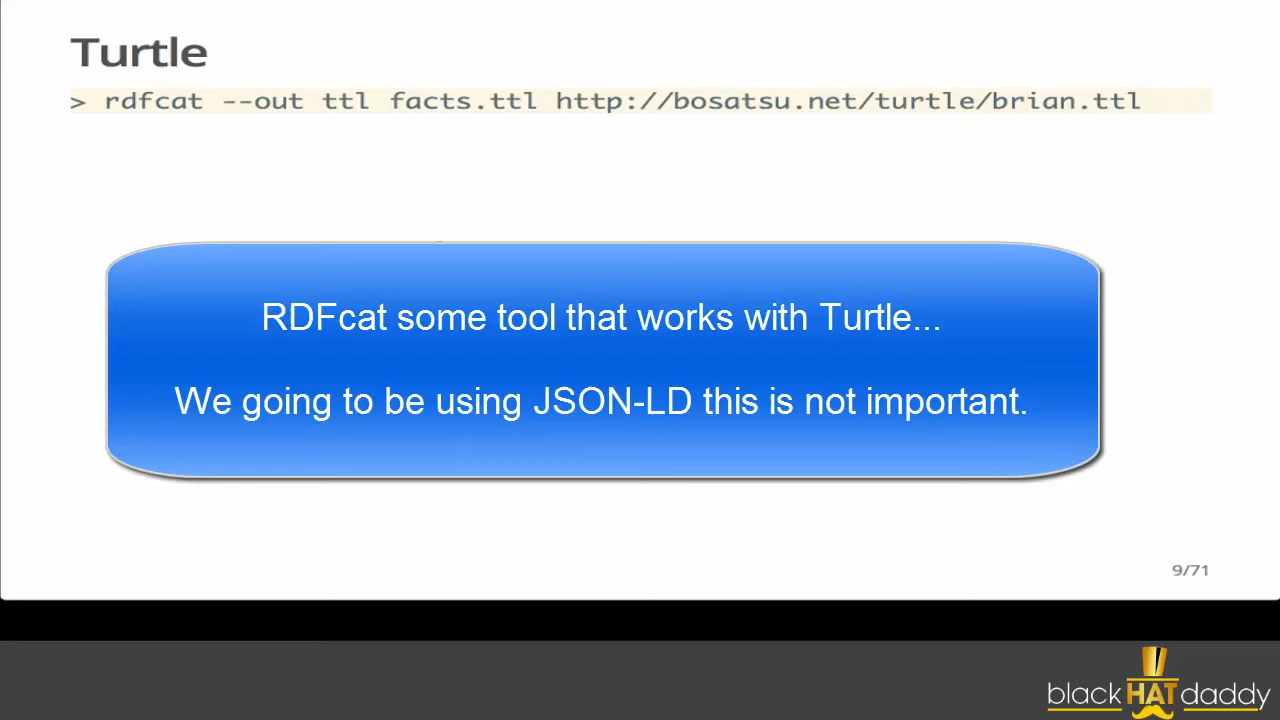 Turtle
> rdfcat --out ttl facts.ttl http://bosatsu.net/turtle/brian.ttl
RDFcat some tool that works with Turtle...
We going to be using JSON-LD this is not important.
9/71
blackHATdaddy